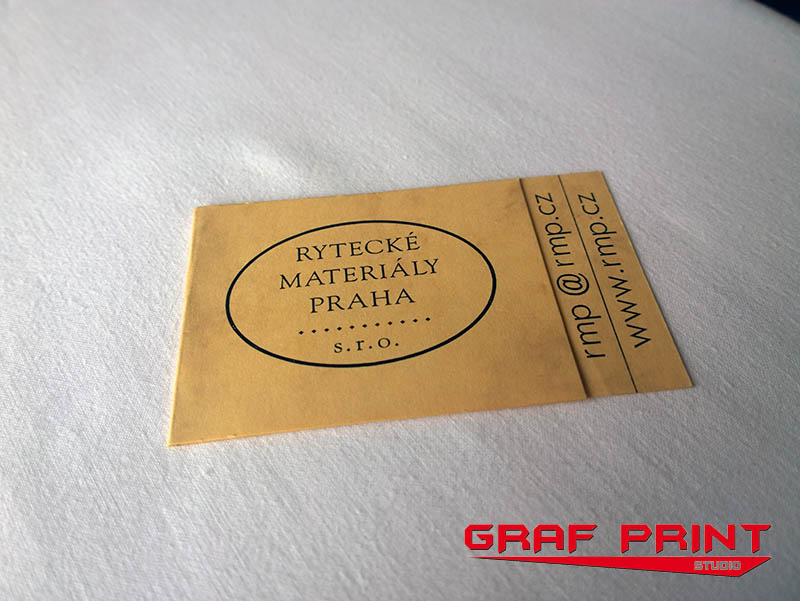 RYTECKÉ
MATERIÁLY
PRAHA
...........
s.r.o.
rmp@rmp.cz
www.rmp.cz
GRAF PRINT
STUDIO